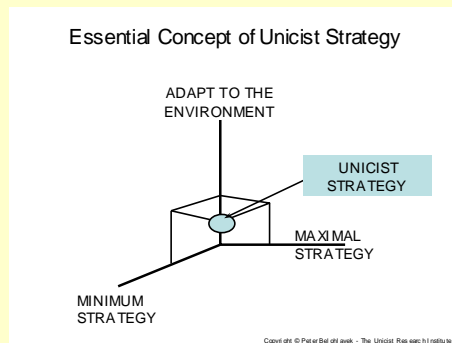 Essential Concept of Unicist Strategy
ADAPT TO THE
ENVIRONMENT
UNICIST
STRATEGY
MAXIMAL
STRATEGY
MINIMUM
STRATEGY
Copyright © Peter Belohlavek - The Unicist Research Institute